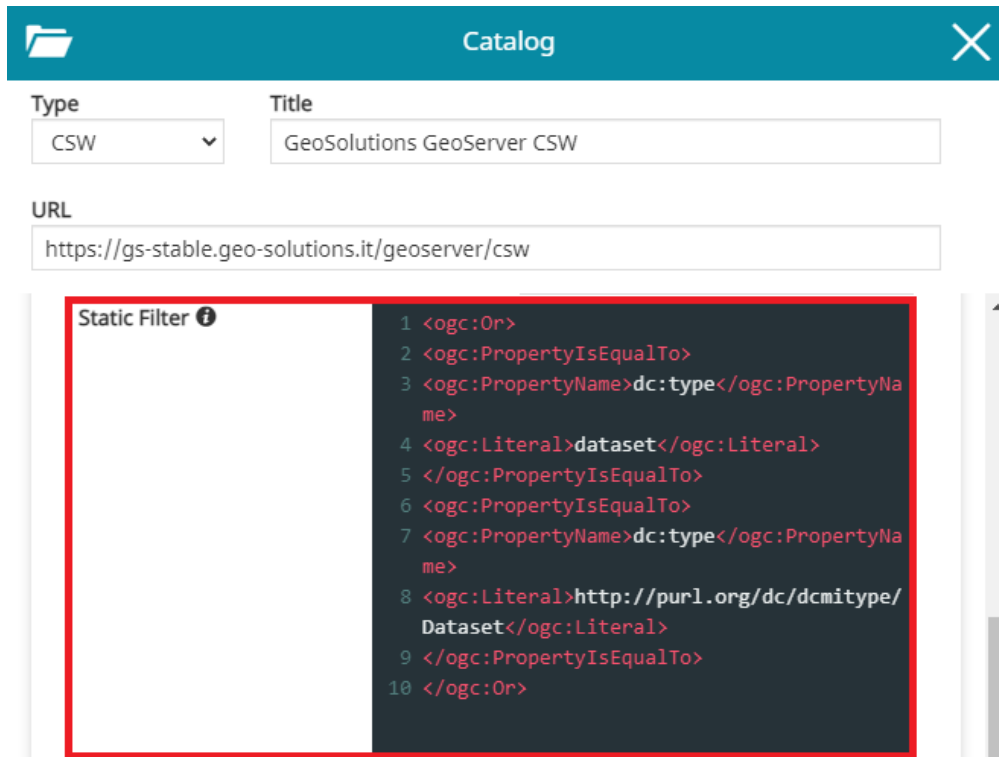 Catalog
Type Title
CSW GeoSolutions GeoServer CSW
URL
https://gs-stable.geo-solutions.it/geoserver/csw
Static Filter
1 <ogc:Or>
2 <ogc:PropertyIsEqualTo>
3 <ogc:PropertyName>dc:type</ogc:PropertyNa
me>
4 <ogc:Literal>dataset</ogc:Literal>
5 </ogc:PropertyIsEqualTo>
6 <ogc:PropertyIsEqualTo>
7 <ogc:PropertyName>dc:type</ogc:PropertyNa
me>
8 <ogc:Literal>http://purl.org/dc/dcmitype/
Dataset</ogc:Literal>
9 </ogc:PropertyIsEqualTo>
10 </ogc:Or>